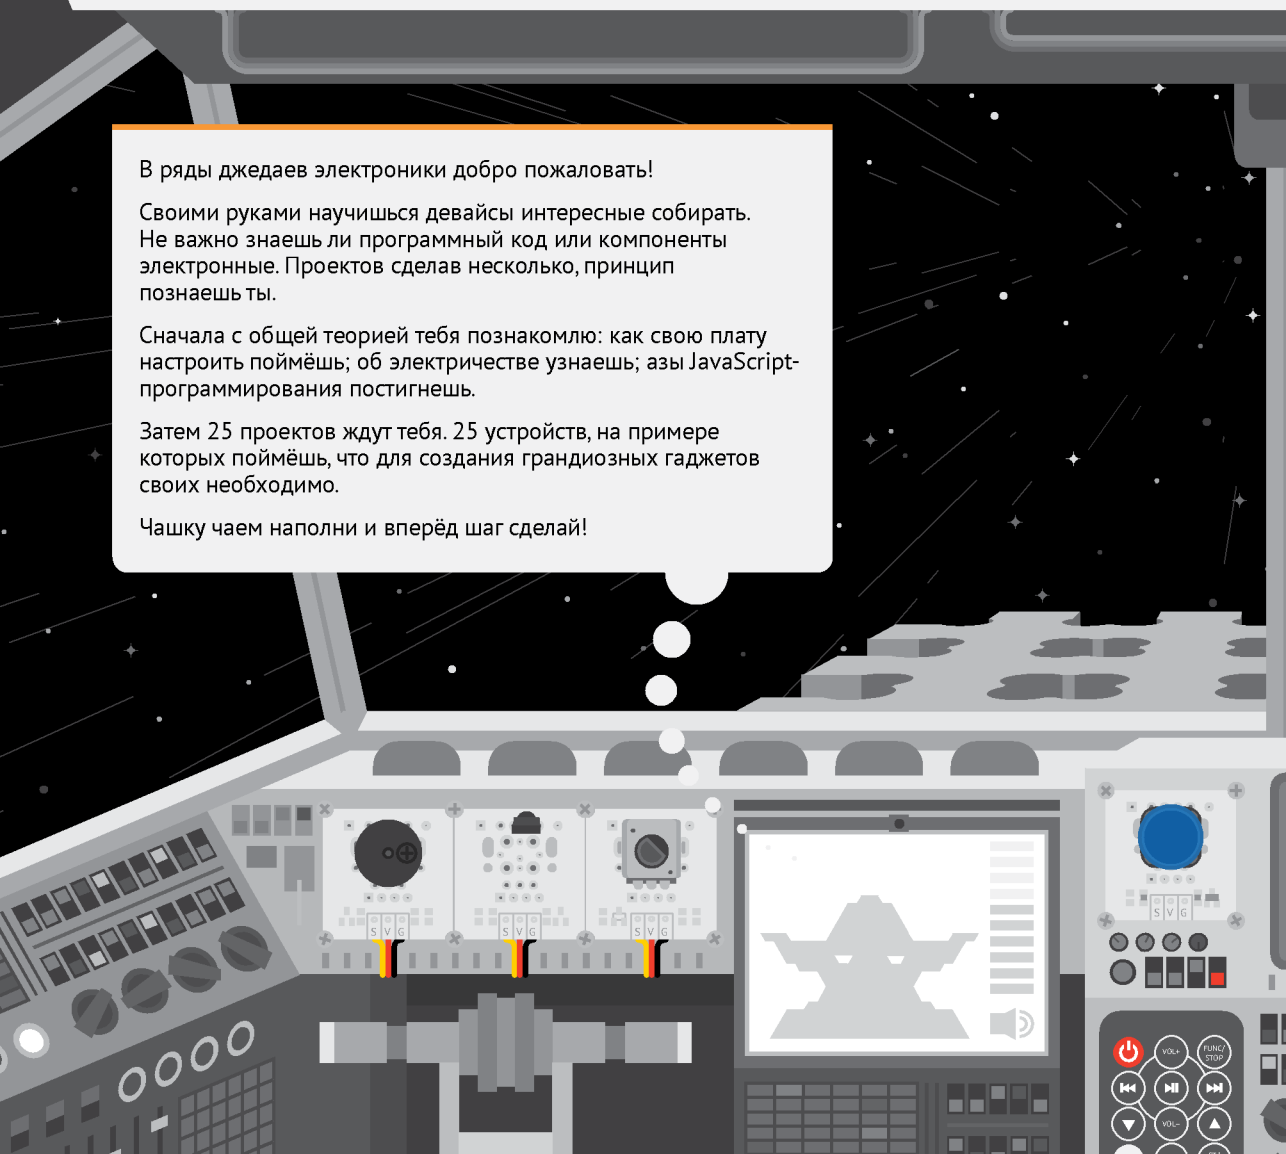 В ряды джедаев электроники добро пожаловать!
Своими руками научишься девайсы интересные собирать.
Не важно знаешь ли программный код или компоненты
электронные. Проектов сделав несколько, принцип
познаешь ты.
Сначала с общей теорией тебя познакомлю: как свою плату
настроить поймёшь; об электричестве узнаешь; азы JavaScript-
программирования постигнешь.
Затем 25 проектов ждут тебя. 25 устройств, на примере
которых поймёшь, что для создания грандиозных гаджетов
своих необходимо.
Чашку чаем наполни и вперёд шаг сделай!
S V G
S V G
S V G
S V G
VOL+
FUNC/
STOP
VOL-